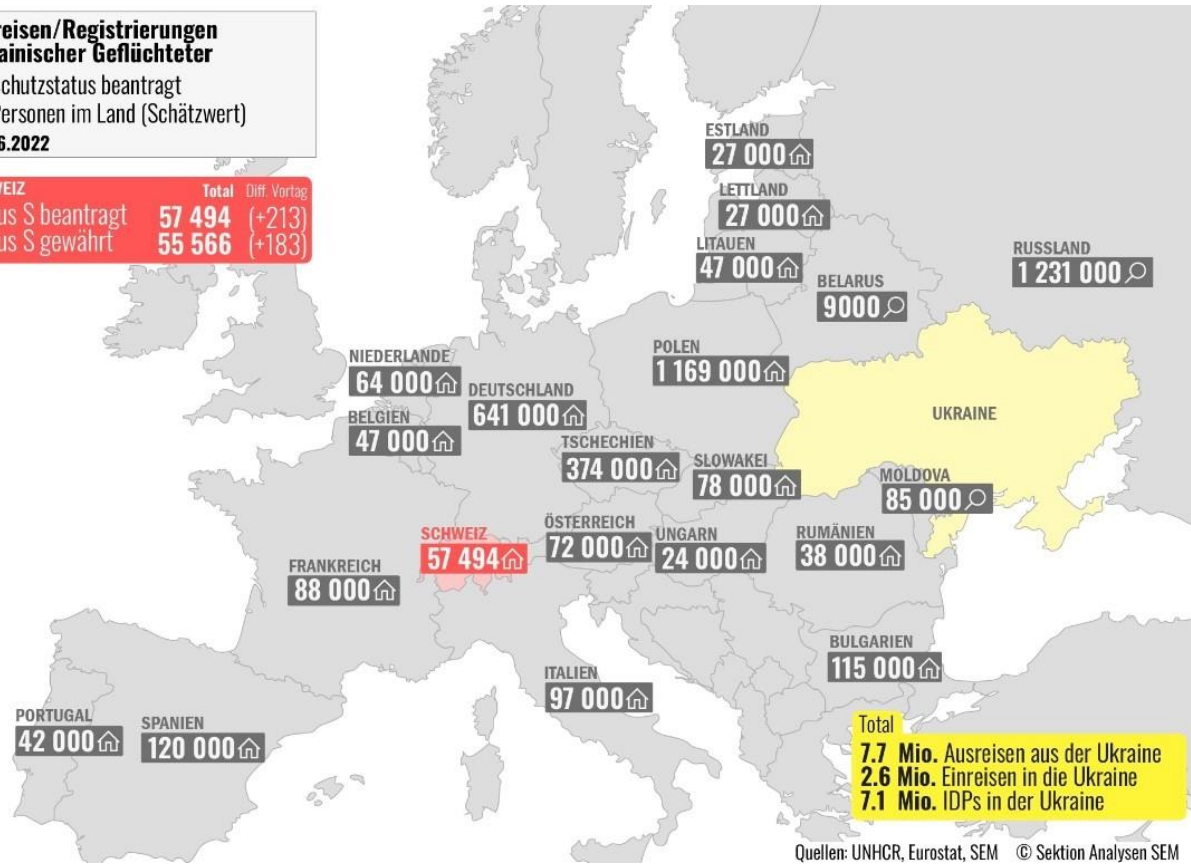 reisen/Registrierungen
ainischer Geflüchteter
chutzstatus beantragt
Personen im Land (Schätzwert)
6.2022
EIZ Total Diff. Vortag
us S beantragt 57 494 (+213)
us S gewährt 55 566 (+183)
ESTLAND
27 000
LETTLAND
27 000
LITAUEN
47 000
RUSSLAND
1 231 000
BELARUS
9000
NIEDERLANDE
64 000
POLEN
1 169 000
DEUTSCHLAND
641 000
UKRAINE
BELGIEN
47 000
TSCHECHIEN
374 000
SLOWAKEI
78 000
MOLDOVA
85 000
SCHWEIZ
57 494
ÖSTERREICH
72 000
UNGARN
24 000
RUMÄNIEN
38 000
FRANKREICH
88 000
BULGARIEN
115 000
ITALIEN
97 000
PORTUGAL
42 000
SPANIEN
120 000
Total
7.7 Mio. Ausreisen aus der Ukraine
2.6 Mio. Einreisen in die Ukraine
7.1 Mio. IDPs in der Ukraine
Quellen: UNHCR, Eurostat, SEM © Sektion Analysen SEM